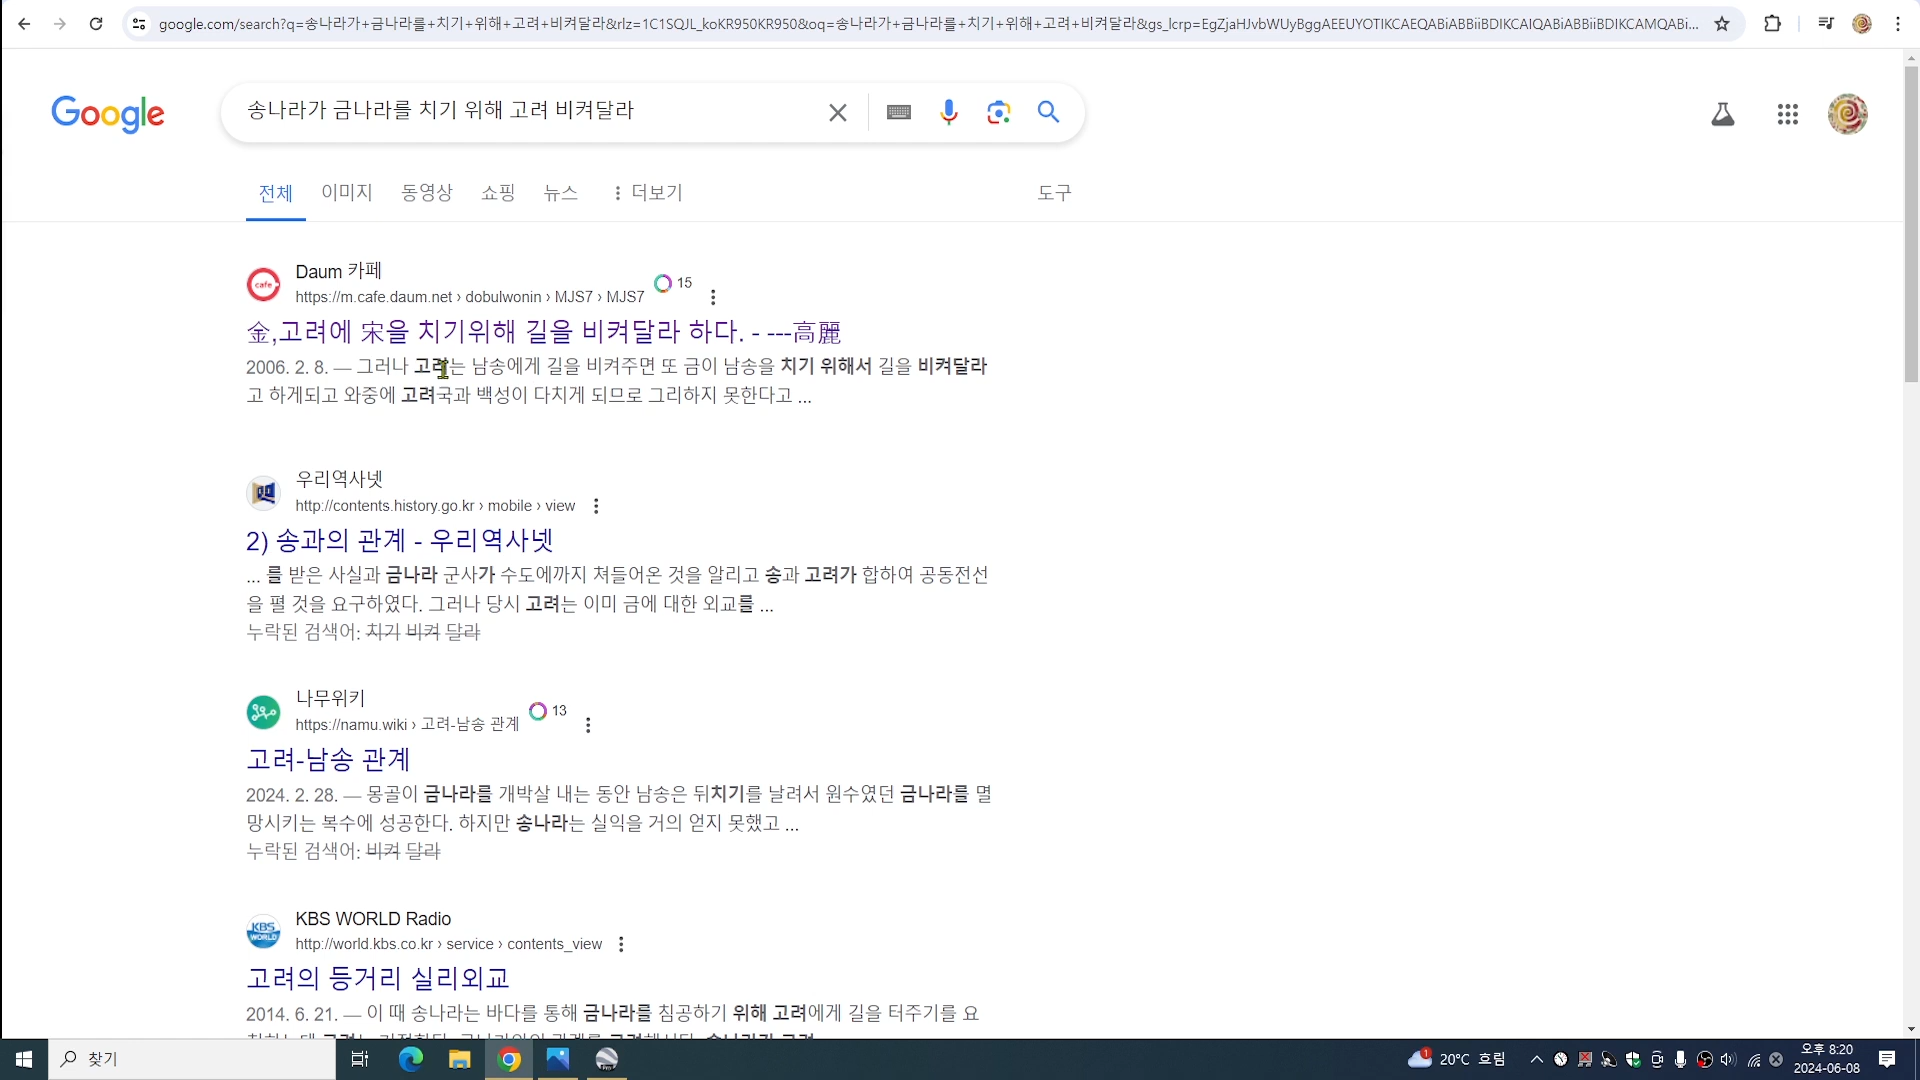 google.com/search?q=송나라가+금나라를+치기+위해+고려+비켜달라&rlz=1C1SQJL_koKR950KR950&oq=송나라가+금나라를+치기+위해+고려+비켜달라&gs_lcrp=EgZjaHJvbWUyBggAEEUYOTIKCAEQABiABBiiBDIKCAIQABiABBiiBDIKCAMQABi...
Google
송나라가 금나라를 치기 위해 고려 비켜달라
전체 이미지 동영상 쇼핑 뉴스 더보기 도구
Daum 카페
https://m.cafe.daum.net › dobulwonin › MJS7 › MJS7 15
金,고려에 宋을 치기위해 길을 비켜달라 하다. - ---高麗
2006. 2. 8. — 그러나 고려는 남송에게 길을 비켜주면 또 금이 남송을 치기 위해서 길을 비켜달라
고 하게되고 와중에 고려국과 백성이 다치게 되므로 그리하지 못한다고 ...
우리역사넷
http://contents.history.go.kr › mobile › view
2) 송과의 관계 - 우리역사넷
... 를 받은 사실과 금나라 군사가 수도에까지 쳐들어온 것을 알리고 송과 고려가 합하여 공동전선
을 펼 것을 요구하였다. 그러나 당시 고려는 이미 금에 대한 외교를 ...
누락된 검색어: 치기 비켜 달라
나무위키
https://namu.wiki › 고려-남송 관계 13
고려-남송 관계
2024. 2. 28. — 몽골이 금나라를 개박살 내는 동안 남송은 뒤치기를 날려서 원수였던 금나라를 멸
망시키는 복수에 성공한다. 하지만 송나라는 실익을 거의 얻지 못했고 ...
누락된 검색어: 비켜 달라
KBS WORLD Radio
http://world.kbs.co.kr › service › contents_view
고려의 등거리 실리외교
2014. 6. 21. — 이 때 송나라는 바다를 통해 금나라를 침공하기 위해 고려에게 길을 터주기를 요
찾기
1 20°C 흐림
오후 8:20
2024-06-08